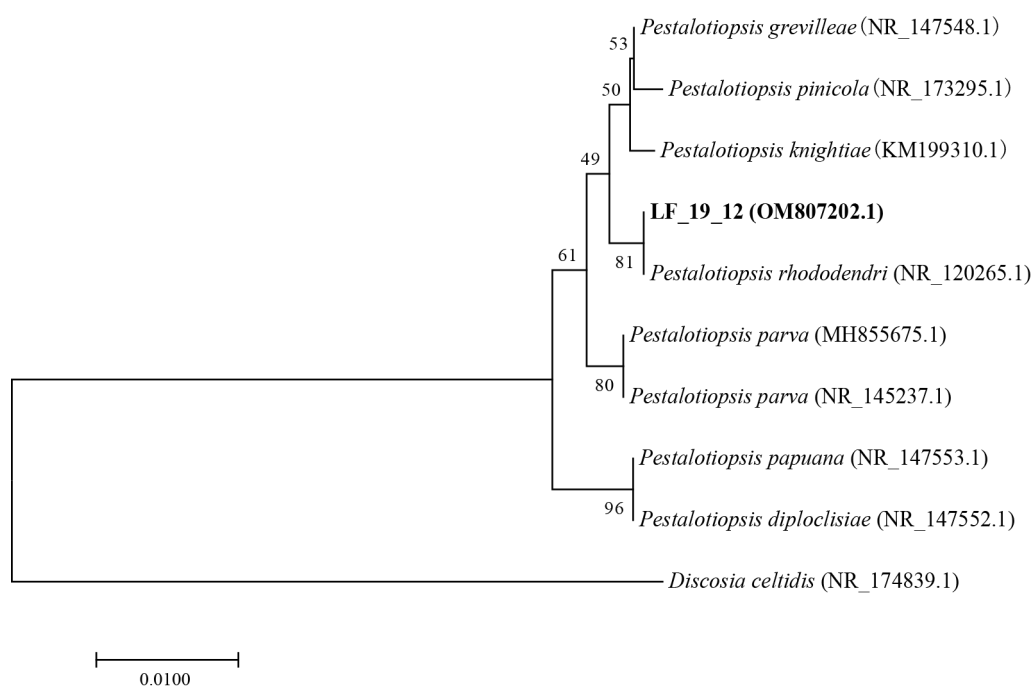 Pestalotiopsis grevilleae (NR_147548.1)
53
Pestalotiopsis pinicola (NR_173295.1)
50
Pestalotiopsis knightiae (KM199310.1)
49
LF_19_12 (OM807202.1)
61
81
Pestalotiopsis rhododendri (NR_120265.1)
Pestalotiopsis parva (MH855675.1)
80
Pestalotiopsis parva (NR_145237.1)
Pestalotiopsis papuana (NR_147553.1)
96
Pestalotiopsis diploclisiae (NR_147552.1)
Discosia celtidis (NR_174839.1)
0.0100